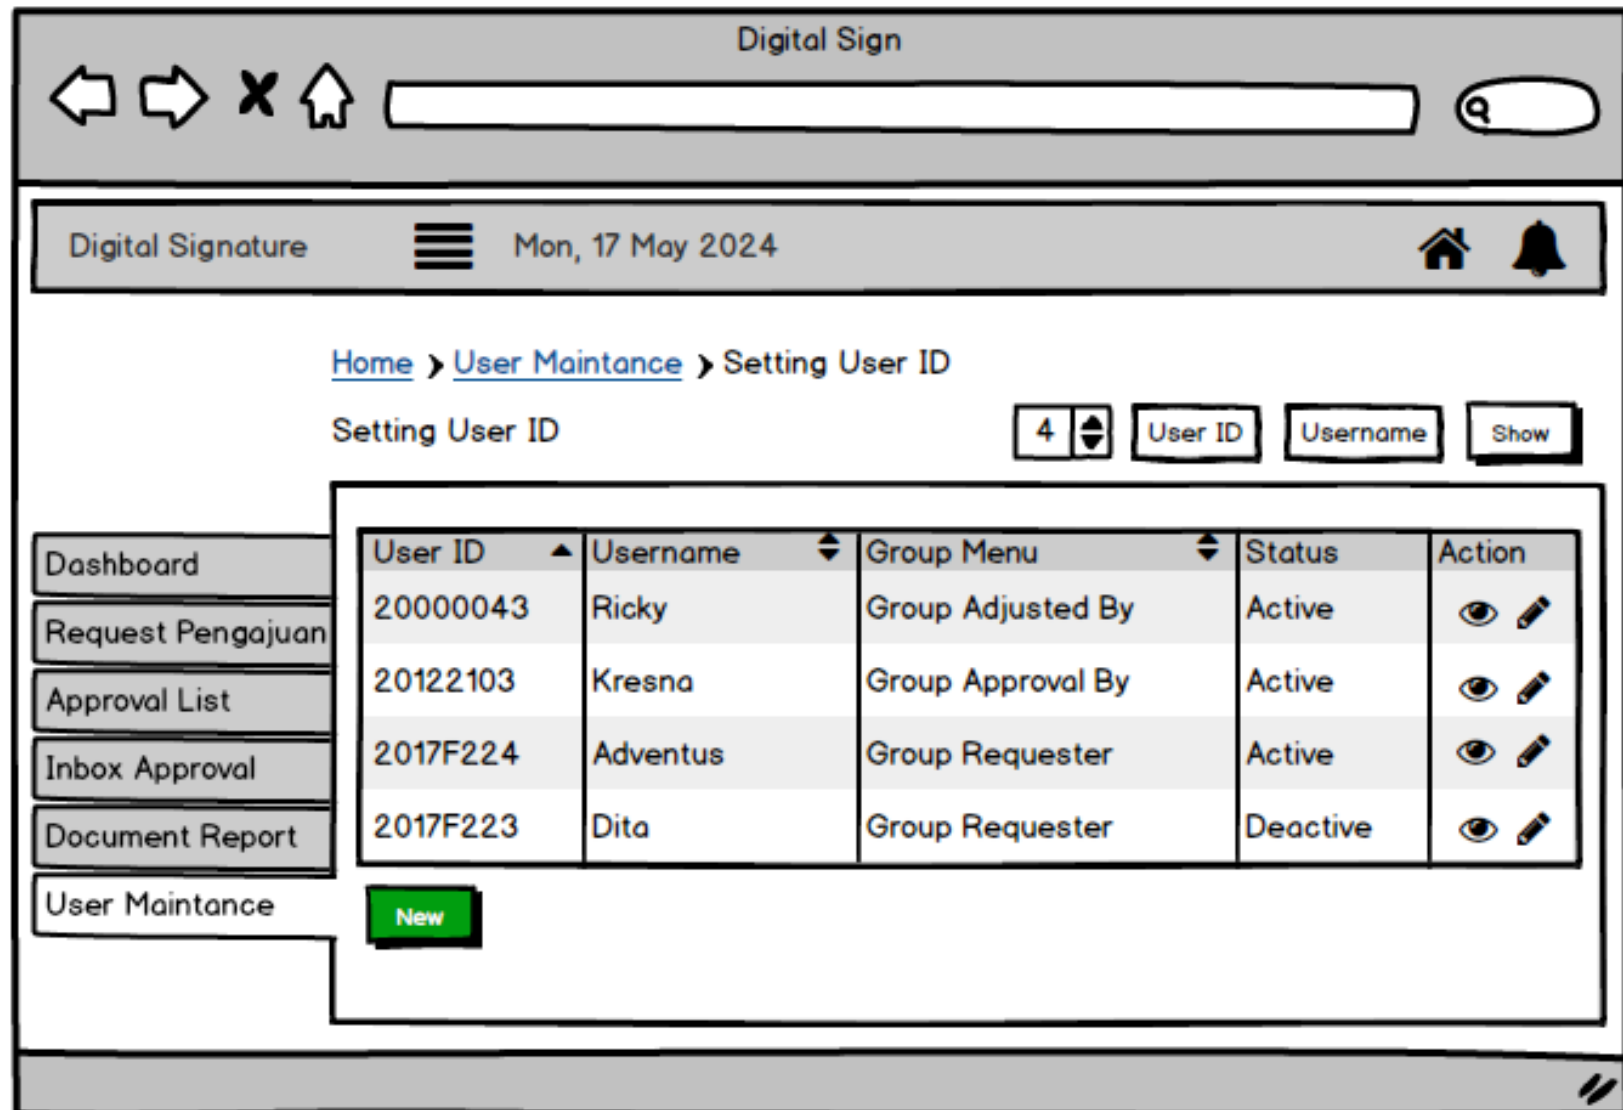 Digital Sign
Digital Signature Mon, 17 May 2024
Home > User Maintance > Setting User ID
Setting User ID 4 User ID Username Show
Dashboard
Request Pengajuan
Approval List
Inbox Approval
Document Report
User Maintance
User ID Username Group Menu Status Action
20000043 Ricky Group Adjusted By Active
20122103 Kresna Group Approval By Active
2017F224 Adventus Group Requester Active
2017F223 Dita Group Requester Deactive
New